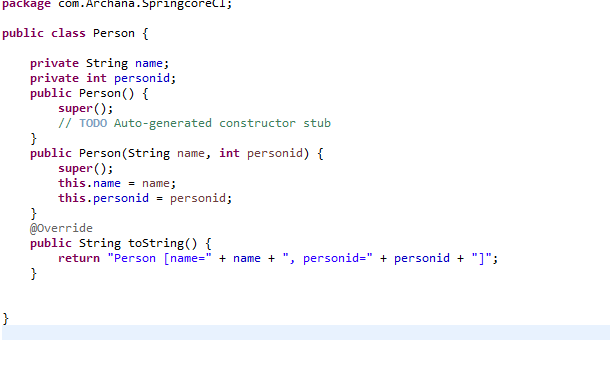 package com.Archana.SpringcoreCI;
public class Person {
private String name;
private int personid;
public Person() {
super();
// TODO Auto-generated constructor stub
}
public Person(String name, int personid) {
super();
this.name = name;
this.personid = personid;
}
@Override
public String toString() {
return "Person [name=" + name + ", personid=" + personid + "]";
}
}